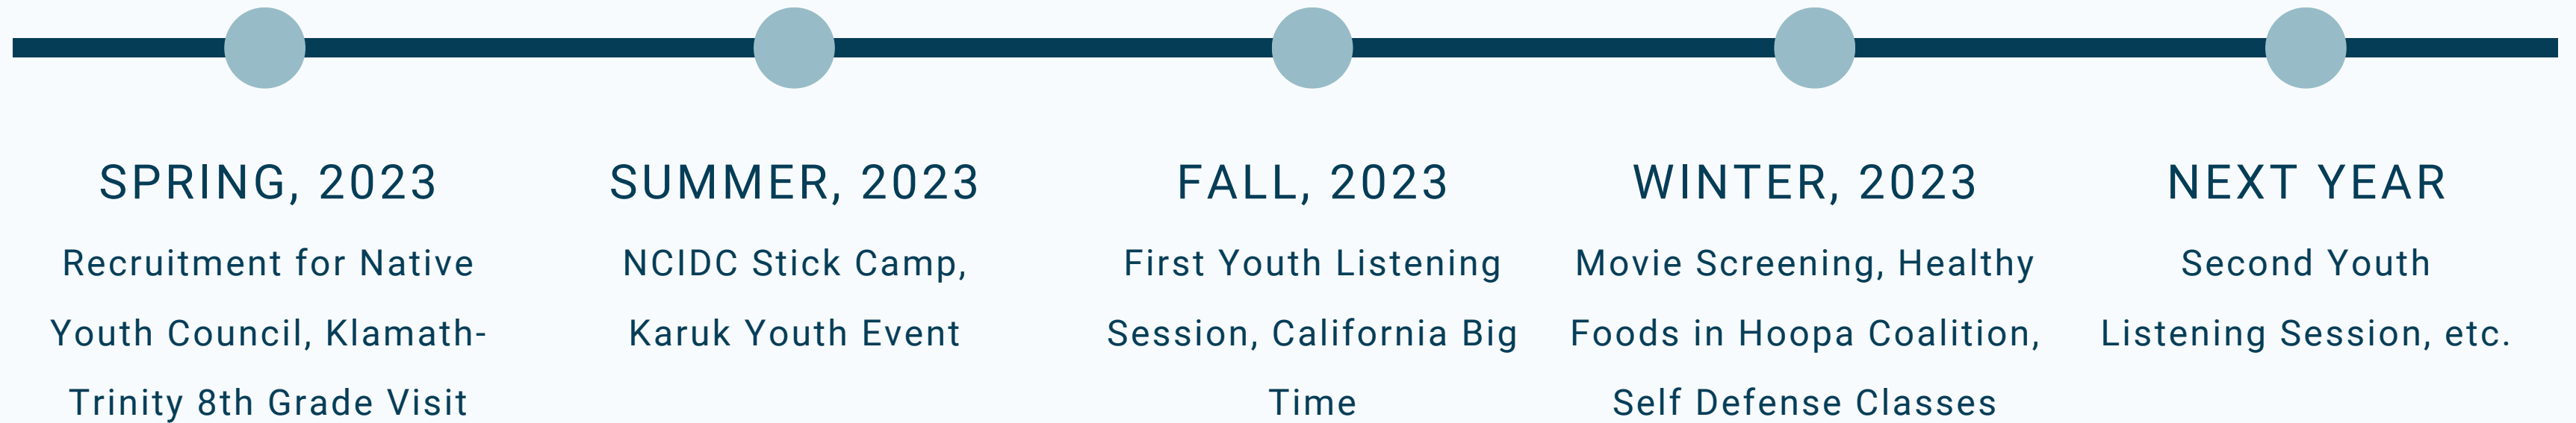 SPRING, 2023
Recruitment for Native
Youth Council, Klamath-
Trinity 8th Grade Visit
SUMMER, 2023
NCIDC Stick Camp,
Karuk Youth Event
FALL, 2023
First Youth Listening
Session, California Big
Time
WINTER, 2023
Movie Screening, Healthy
Foods in Hoopa Coalition,
Self Defense Classes
NEXT YEAR
Second Youth
Listening Session, etc.